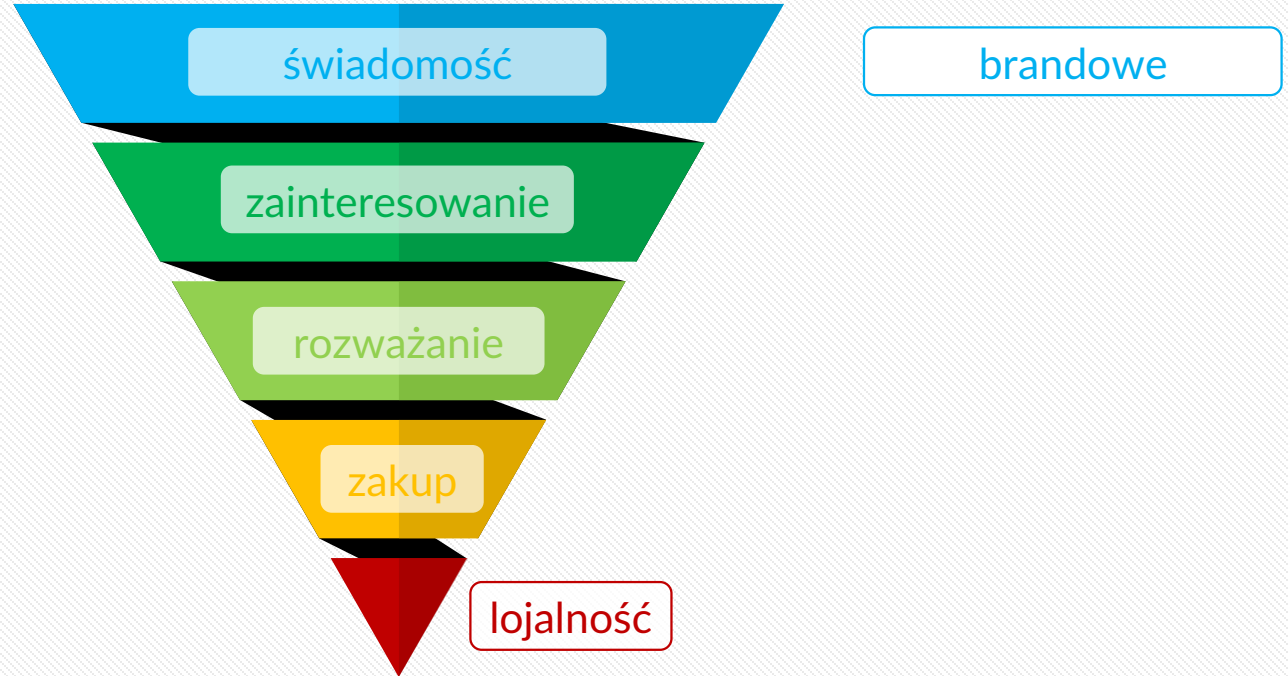 świadomość
brandowe
zainteresowanie
rozważanie
zakup
lojalność